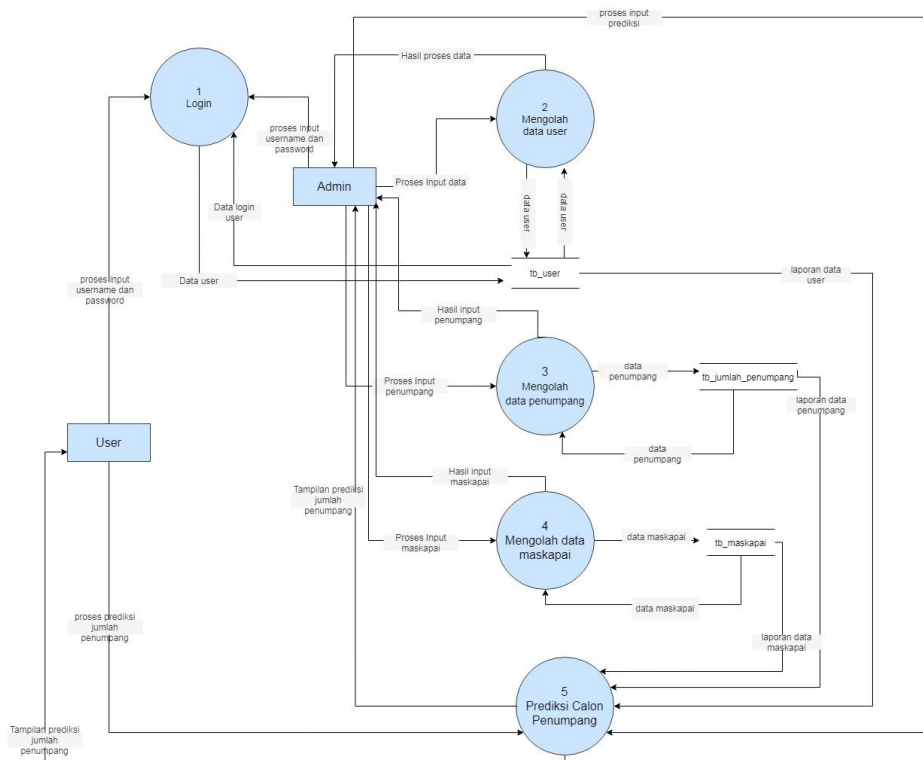 proses input
prediksi
Hasil proses data
1
Login
2
Mengolah
data user
proses input
username dan
password
Admin
Proses Input data
data user
data user
Data login
user
tb_user
laporan data
user
proses input
username dan
password
Data user
Hasil input
penumpang
3
Mengolah
data penumpang
data
penumpang
tb_jumlah_penumpang
Proses Input
penumpang
laporan data
penumpang
User
data
penumpang
Hasil input
maskapai
Tampilan prediksi
jumlah
penumpang
4
Mengolah data
maskapai
Proses Input
maskapai
data maskapai
tb_maskapai
data maskapai
proses prediksi
jumlah
penumpang
laporan data
maskapai
5
Prediksi Calon
Penumpang
Tampilan prediksi
jumlah
penumpang